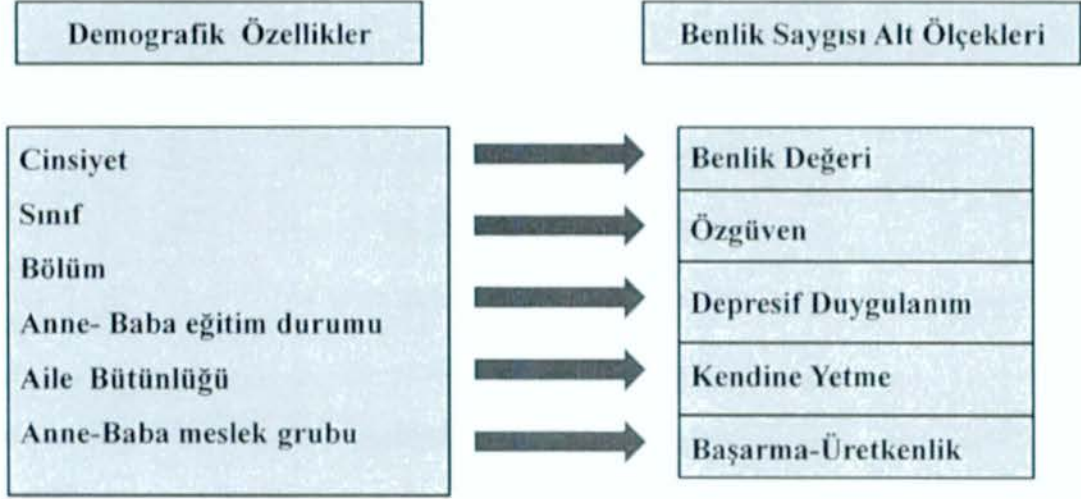 Demografik Özellikler
Benlik Saygısı Alt Ölçekleri
Cinsiyet
Sınıf
Bölüm
Anne- Baba eğitim durumu
Aile Bütünlüğü
Anne-Baba meslek grubu
Benlik Değeri
Özgüven
Depresif Duygulanım
Kendine Yetme
Başarma-Üretkenlik